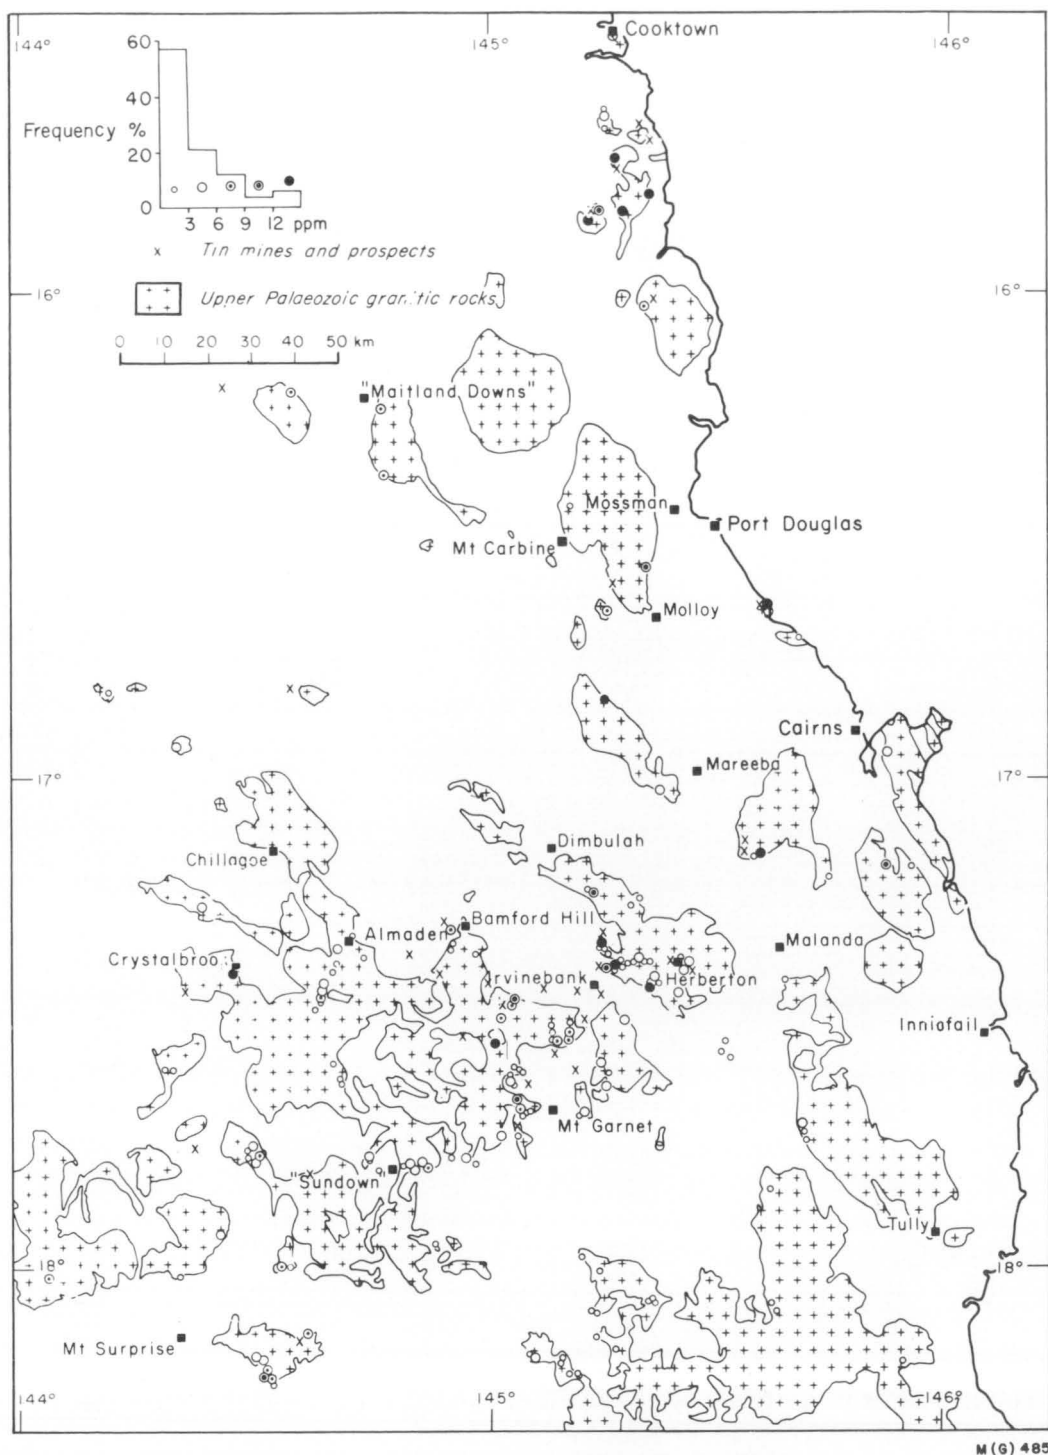 144°
145°
146°
Cooktown
60
40
Frequency %
20
0
3 6 9 12 ppm
x Tin mines and prospects
Upper Palaeozoic granitic rocks
16°
16°
0 10 20 30 40 50 km
"Maitland Downs"
Mossman
Port Douglas
Mt Carbine
Molloy
Cairns
Mareeba
17°
17°
Dimbulah
Chillagoe
Bamford Hill
Almaden
Malanda
Irvinebank
Herberton
Innisfail
Mt Garnet
"Sundown"
Tully
18°
18°
Mt Surprise
144°
145°
146°